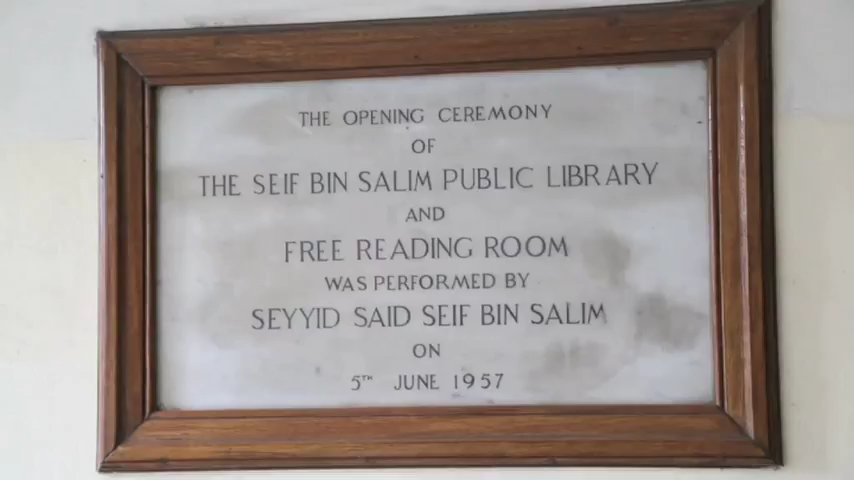 THE OPENING CEREMONY
OF
THE SEIF BIN SALIM PUBLIC LIBRARY
AND
FREE READING ROOM
WAS PERFORMED BY
SEYYID SAID SEIF BIN SALIM
ON
5TH JUNE 1957